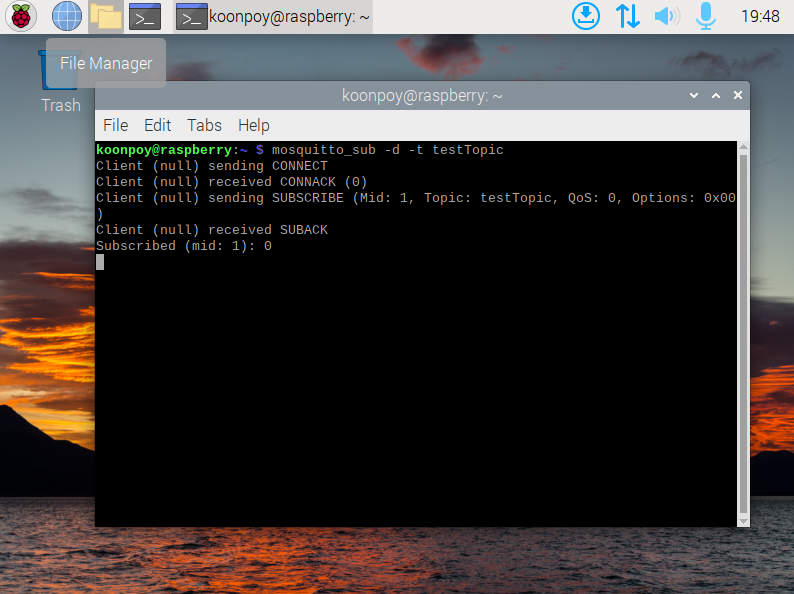 koonpoy@raspberry: ~
19:48
File Manager
Trash
koonpoy@raspberry: ~
File Edit Tabs Help
koonpoy@raspberry:~ $ mosquitto_sub -d -t testTopic
Client (null) sending CONNECT
Client (null) received CONNACK (0)
Client (null) sending SUBSCRIBE (Mid: 1, Topic: testTopic, QoS: 0, Options: 0x00
)
Client (null) received SUBACK
Subscribed (mid: 1): 0